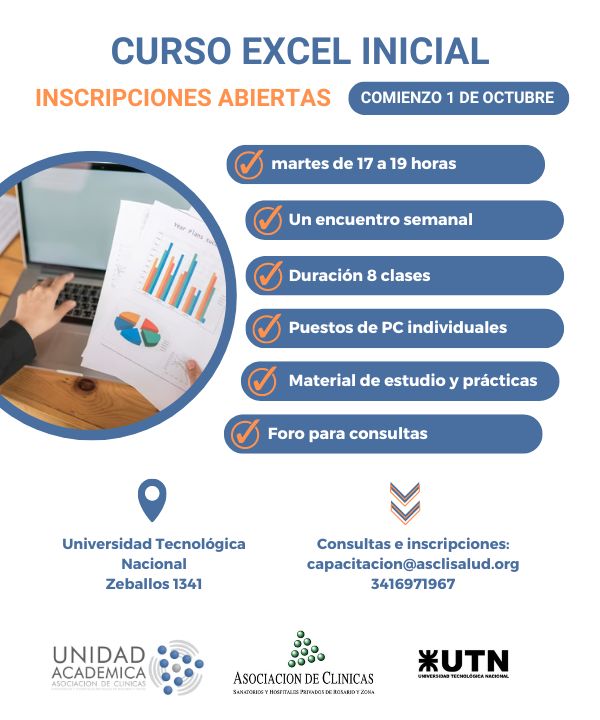 CURSO EXCEL INICIAL
INSCRIPCIONES ABIERTAS
COMIENZO 1 DE OCTUBRE
martes de 17 a 19 horas
Un encuentro semanal
Duración 8 clases
Puestos de PC individuales
Material de estudio y prácticas
Foro para consultas
Universidad Tecnológica
Nacional
Zeballos 1341
Consultas e inscripciones:
capacitacion@asclisalud.org
3416971967
UNIDAD
ACADEMICA
ASOCIACION DE CLINICAS
ASOCIACION DE CLINICAS
SANATORIOS Y HOSPITALES PRIVADOS DE ROSARIO Y ZONA
UTN
UNIVERSIDAD TECNOLÓGICA NACIONAL